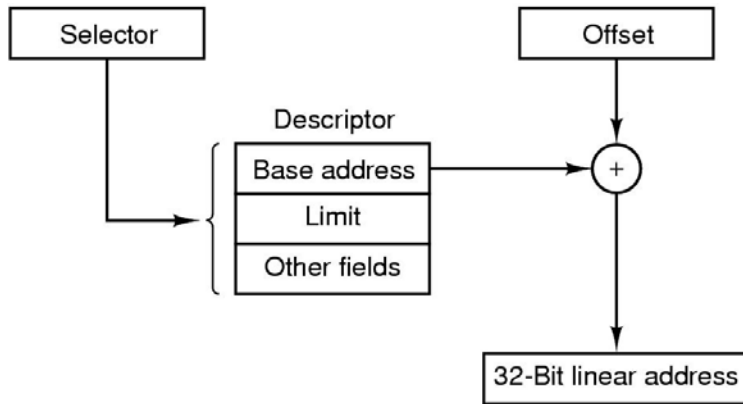 Selector
Offset
Descriptor
Base address
+
Limit
Other fields
32-Bit linear address